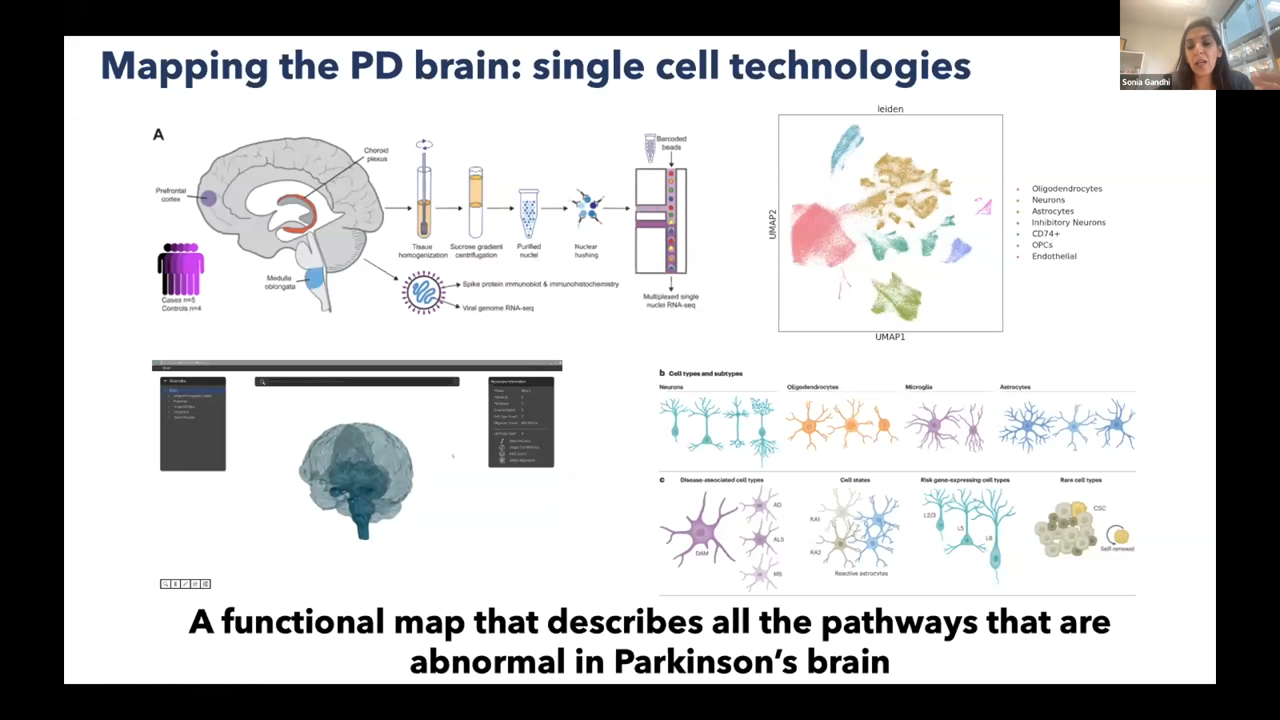 Mapping the PD brain: single cell technologies
Sonia Gandhi
A
Choroid
plexus
Prefrontal
cortex
Medulla
oblongata
Cases n=5
Controls n=4
Tissue
homogenization
Sucrose gradient
centrifugation
Purified
nuclei
Nuclear
hashing
Barcoded
beads
Multiplexed single
nuclei RNA-seq
Spike protein immunoblot & immunohistochemistry
Viral genome RNA-seq
leiden
UMAP2
UMAP1
Oligodendrocytes
Neurons
Astrocytes
Inhibitory Neurons
CD74+
OPCs
Endothelial
b Cell types and subtypes
Neurons
Oligodendrocytes
Microglia
Astrocytes
c
Disease-associated cell types
DAM
AD
ALS
MS
Cell states
RA1
RA2
Reactive astrocytes
Risk gene-expressing cell types
L2/3
L5
L6
Rare cell types
CSC
Self-renewal
A functional map that describes all the pathways that are
abnormal in Parkinson's brain